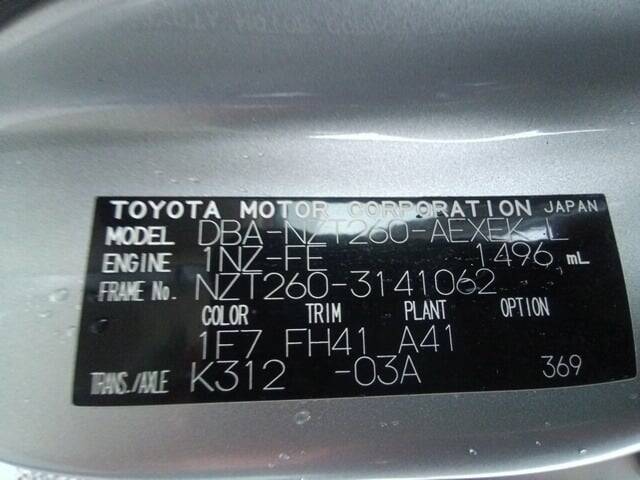 TOYOTA MOTOR CORPORATION JAPAN
MODEL DBA-NZT260-AEXEK L
ENGINE 1NZ-FE 1496 mL
FRAME No. NZT260-3141062
COLOR TRIM PLANT OPTION
1F7 FH41 A41
TRANS./AXLE K312 -03A 369